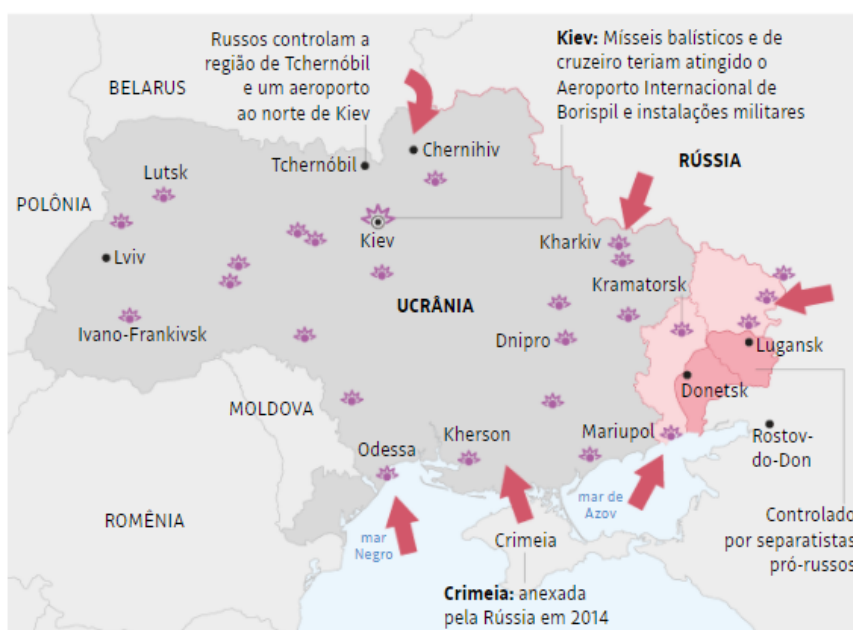 Russos controlam a
região de Tchernóbil
e um aeroporto
ao norte de Kiev
Kiev: Mísseis balísticos e de
cruzeiro teriam atingido o
Aeroporto Internacional de
Borispil e instalações militares
BELARUS
Chernihiv
Tchernóbil
RÚSSIA
Lutsk
POLÔNIA
Kiev
Kharkiv
Lviv
Kramatorsk
UCRÂNIA
Ivano-Frankivsk
Dnipro
Lugansk
Donetsk
MOLDOVA
Kherson
Mariupol
Rostov-
do-Don
Odessa
mar de
Azov
Controlado
por separatistas
pró-russos
ROMÊNIA
mar
Negro
Crimeia
Crimeia: anexada
pela Rússia em 2014